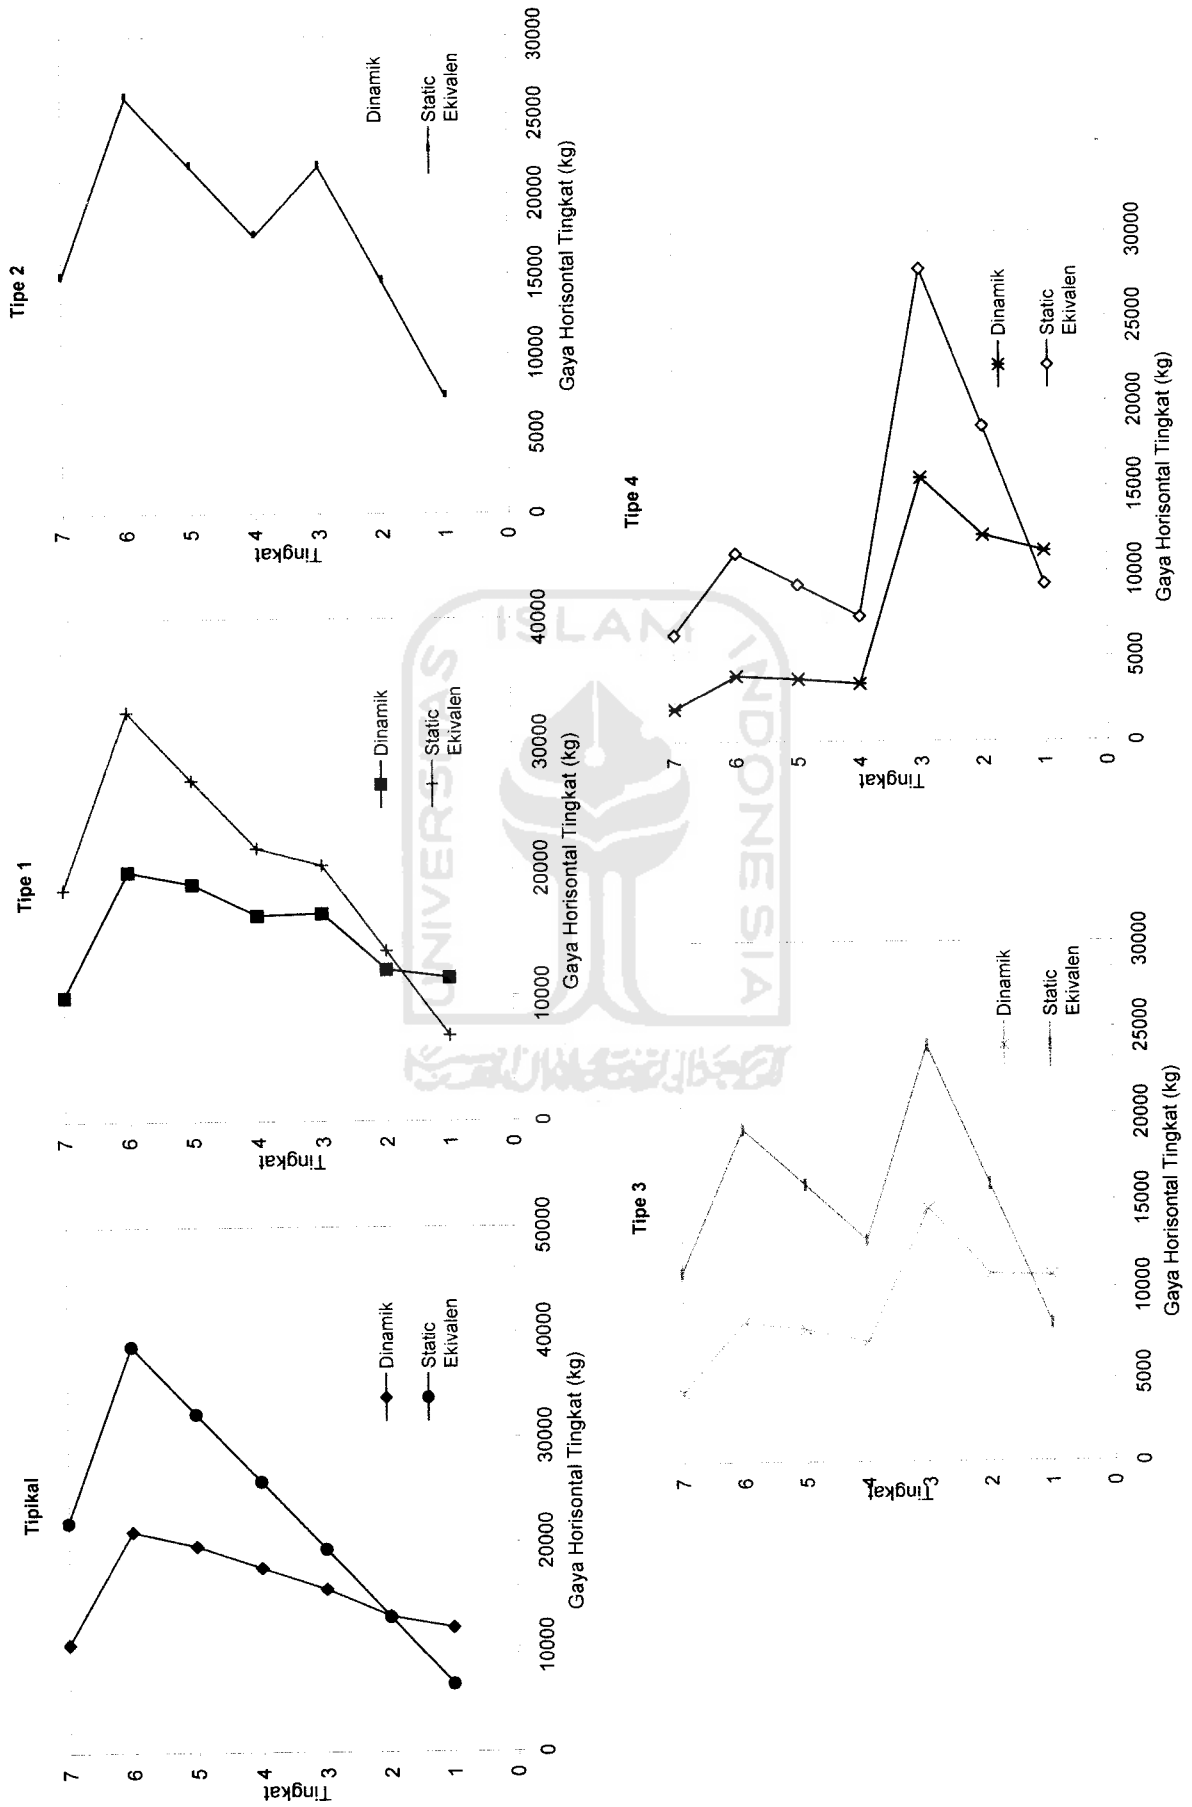 Tipikal
7
6
5
4
3
2
1
0
Tingkat
0
10000
20000
30000
40000
50000
Gaya Horisontal Tingkat (kg)
Dinamik
Static
Ekivalen
Tipe 1
7
6
5
4
3
2
1
0
Tingkat
0
10000
20000
30000
40000
Gaya Horisontal Tingkat (kg)
Dinamik
Static
Ekivalen
Tipe 2
7
6
5
4
3
2
1
0
Tingkat
0
5000
10000
15000
20000
25000
30000
Gaya Horisontal Tingkat (kg)
Dinamik
Static
Ekivalen
Tipe 3
7
6
5
4
3
2
1
0
Tingkat
0
5000
10000
15000
20000
25000
30000
Gaya Horisontal Tingkat (kg)
Dinamik
Static
Ekivalen
Tipe 4
7
6
5
4
3
2
1
0
Tingkat
0
5000
10000
15000
20000
25000
30000
Gaya Horisontal Tingkat (kg)
Dinamik
Static
Ekivalen
UNIVERSITAS
ISLAM
INDONESIA